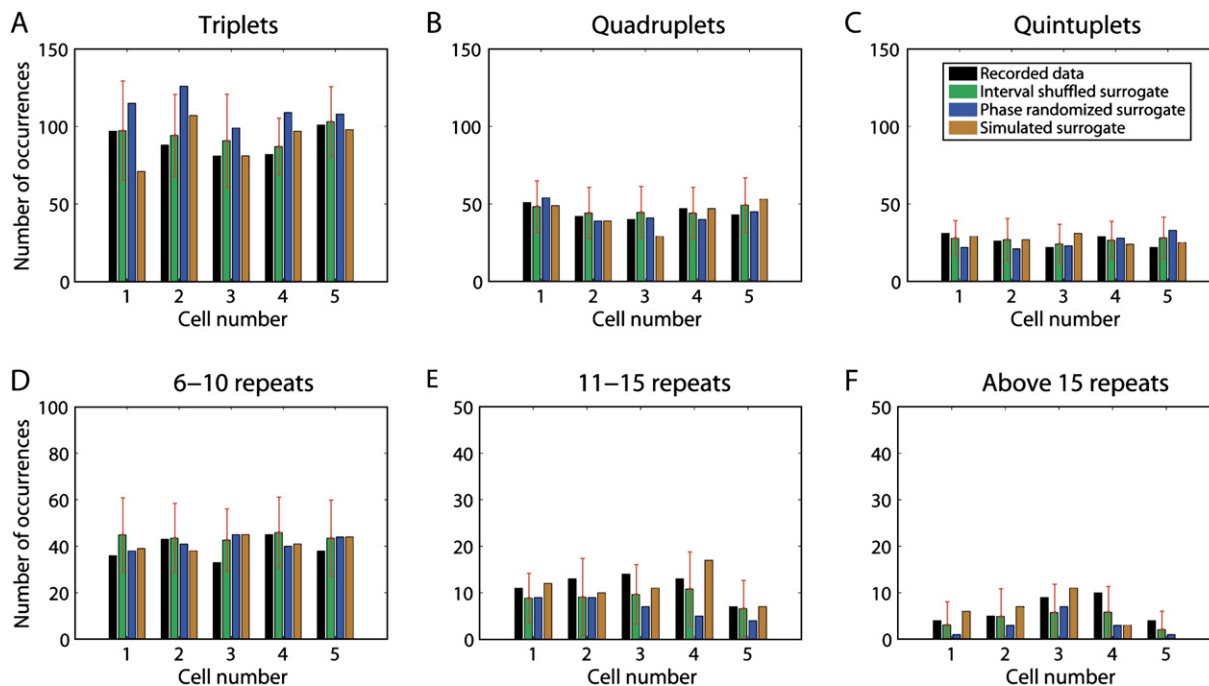 A
Triplets
150
100
50
0
Number of occurrences
1 2 3 4 5
Cell number
B
Quadruplets
150
100
50
0
1 2 3 4 5
Cell number
C
Quintuplets
150
100
50
0
Recorded data
Interval shuffled surrogate
Phase randomized surrogate
Simulated surrogate
1 2 3 4 5
Cell number
D
6–10 repeats
100
80
60
40
20
0
Number of occurrences
1 2 3 4 5
Cell number
E
11–15 repeats
50
40
30
20
10
0
1 2 3 4 5
Cell number
F
Above 15 repeats
50
40
30
20
10
0
1 2 3 4 5
Cell number